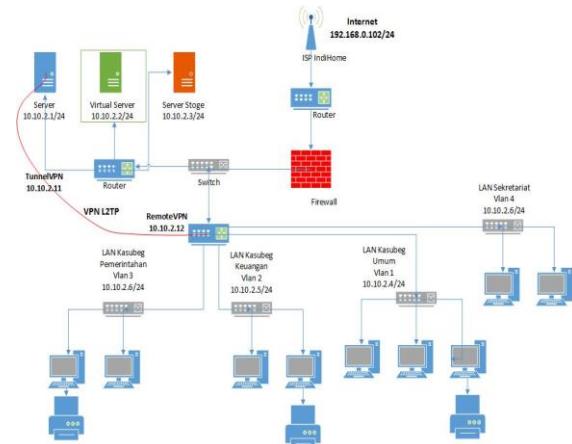 Internet
192.168.0.102/24
ISP IndiHome
Router
Firewall
Server
10.10.2.1/24
Virtual Server
10.10.2.2/24
Server Stoge
10.10.2.3/24
TunnelVPN
10.10.2.11
Router
Switch
VPN L2TP
RemoteVPN
10.10.2.12
LAN Sekretariat
Vlan 4
10.10.2.6/24
LAN Kasubeg
Pemerintahan
Vlan 3
10.10.2.6/24
LAN Kasubeg
Keuangan
Vlan 2
10.10.2.5/24
LAN Kasubeg
Umum
Vlan 1
10.10.2.4/24